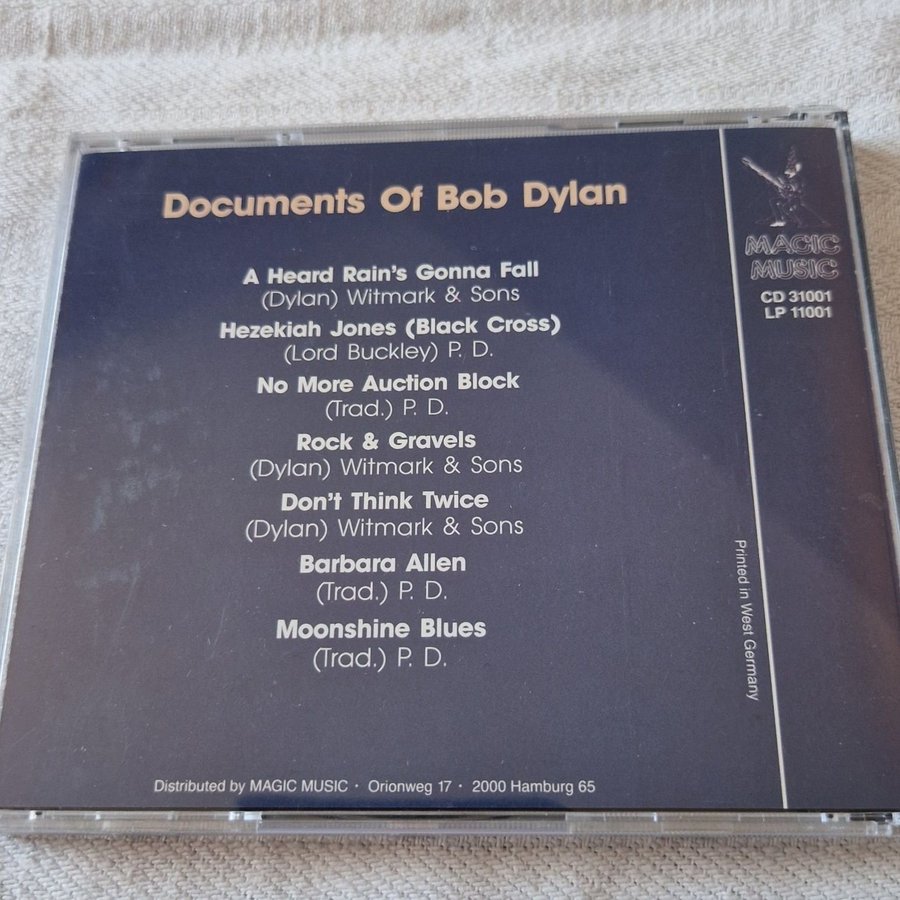 Documents Of Bob Dylan
A Heard Rain's Gonna Fall
(Dylan) Witmark & Sons
Hezekiah Jones (Black Cross)
(Lord Buckley) P. D.
No More Auction Block
(Trad.) P. D.
Rock & Gravels
(Dylan) Witmark & Sons
Don't Think Twice
(Dylan) Witmark & Sons
Barbara Allen
(Trad.) P. D.
Moonshine Blues
(Trad.) P. D.
Distributed by MAGIC MUSIC · Orionweg 17 · 2000 Hamburg 65
MAGIC
MUSIC
CD 31001
LP 11001
Printed in West Germany